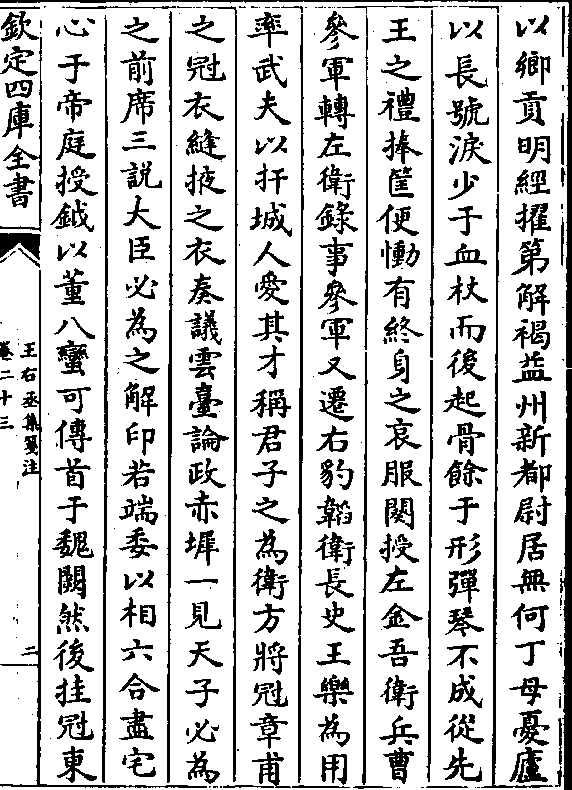 以鄉貢明經擢第解褐益州新都尉居無何丁母憂廬
以長號淚少于血杖而後起骨餘于形彈琴不成從先
王之禮捧筐便慟有終身之哀服闋授左金吾衛兵曹
參軍轉左衛錄事參軍又遷右豹韜衛長史王樂為用
率武夫以扞城人愛其才稱君子之為衛方將冠章甫
之冠衣縫掖之衣奏議雲臺論政赤墀一見天子必為
之前席三說大臣必為之解印若端委以相六合盡宅
心于帝庭授鉞以董八蠻可傳首于魏闕然後挂冠東
欽定四庫全書
王右丞集箋注
卷二十三
二